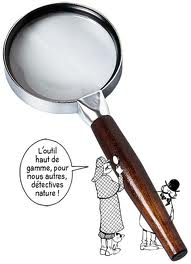 L'outil
haut de
gamme, pour
nous autres,
détectives
nature !